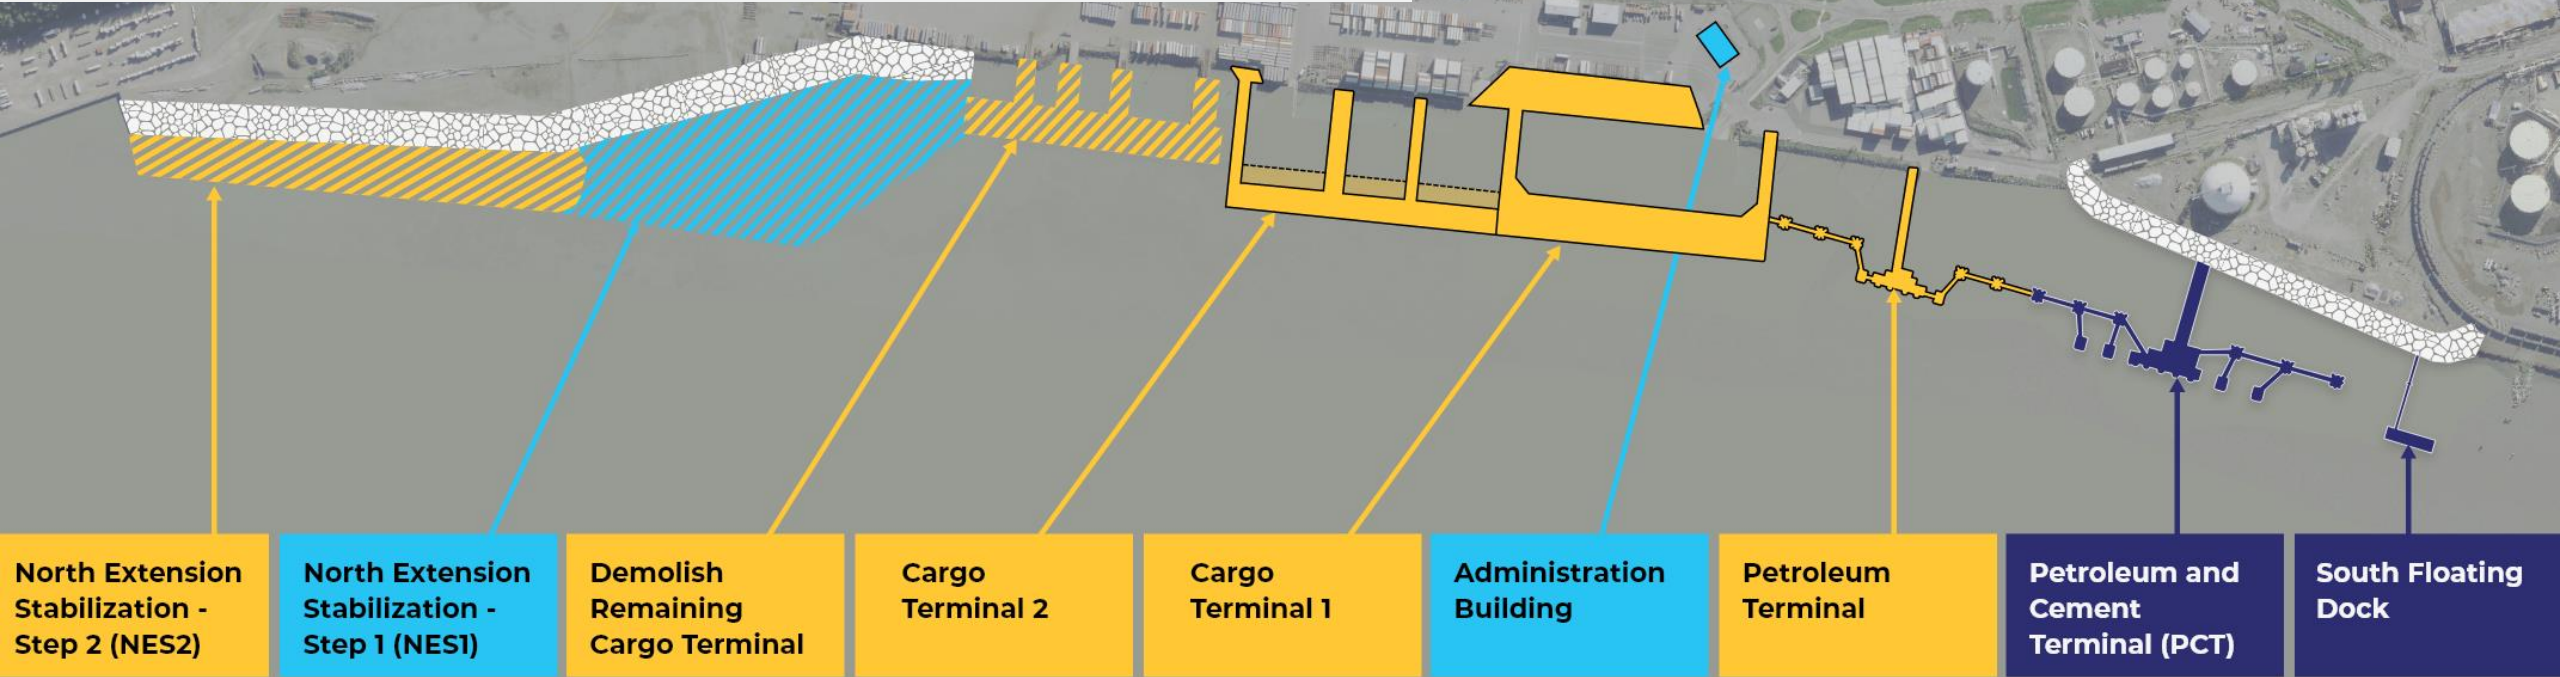 North Extension
Stabilization -
Step 2 (NES2)
North Extension
Stabilization -
Step 1 (NES1)
Demolish
Remaining
Cargo Terminal
Cargo
Terminal 2
Cargo
Terminal 1
Administration
Building
Petroleum
Terminal
Petroleum and
Cement
Terminal (PCT)
South Floating
Dock